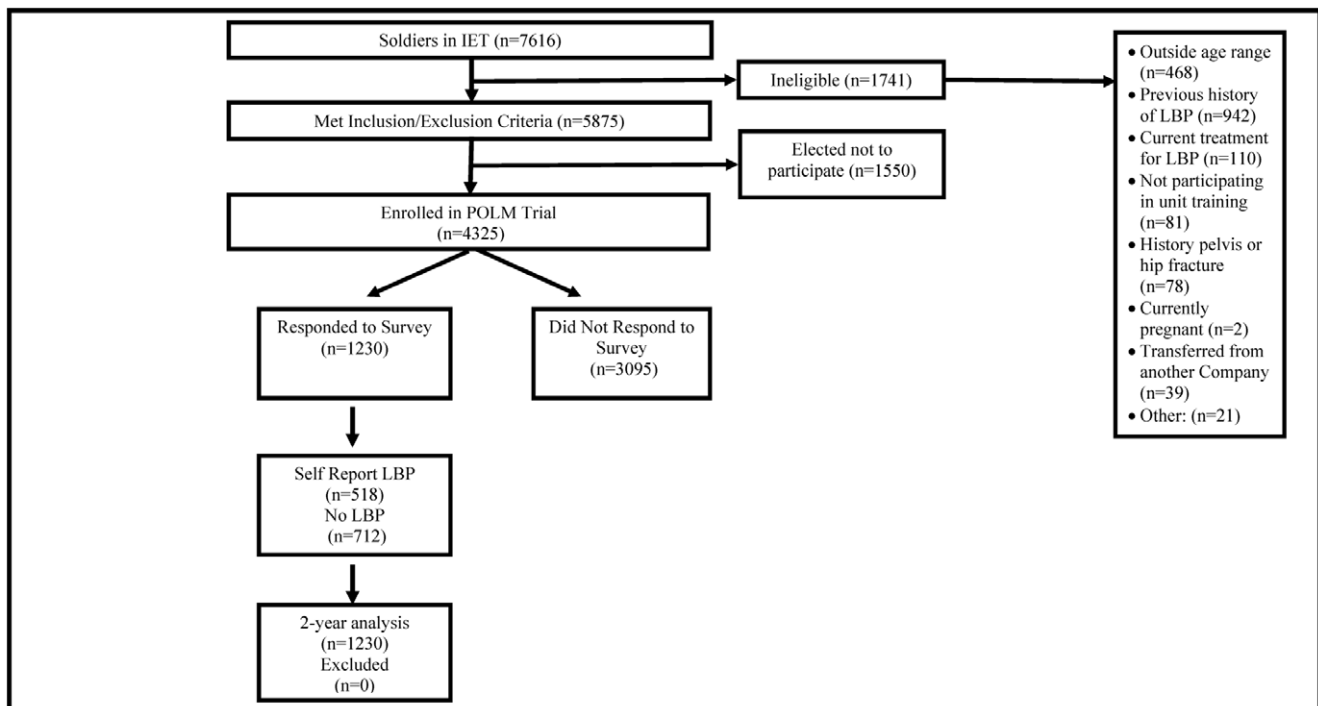 Soldiers in IET (n=7616)
Ineligible (n=1741)
Met Inclusion/Exclusion Criteria (n=5875)
Elected not to
participate (n=1550)
Enrolled in POLM Trial
(n=4325)
Responded to Survey
(n=1230)
Did Not Respond to
Survey
(n=3095)
Self Report LBP
(n=518)
No LBP
(n=712)
2-year analysis
(n=1230)
Excluded
(n=0)
• Outside age range
(n=468)
• Previous history
of LBP (n=942)
• Current treatment
for LBP (n=110)
• Not participating
in unit training
(n=81)
• History pelvis or
hip fracture
(n=78)
• Currently
pregnant (n=2)
• Transferred from
another Company
(n=39)
• Other: (n=21)